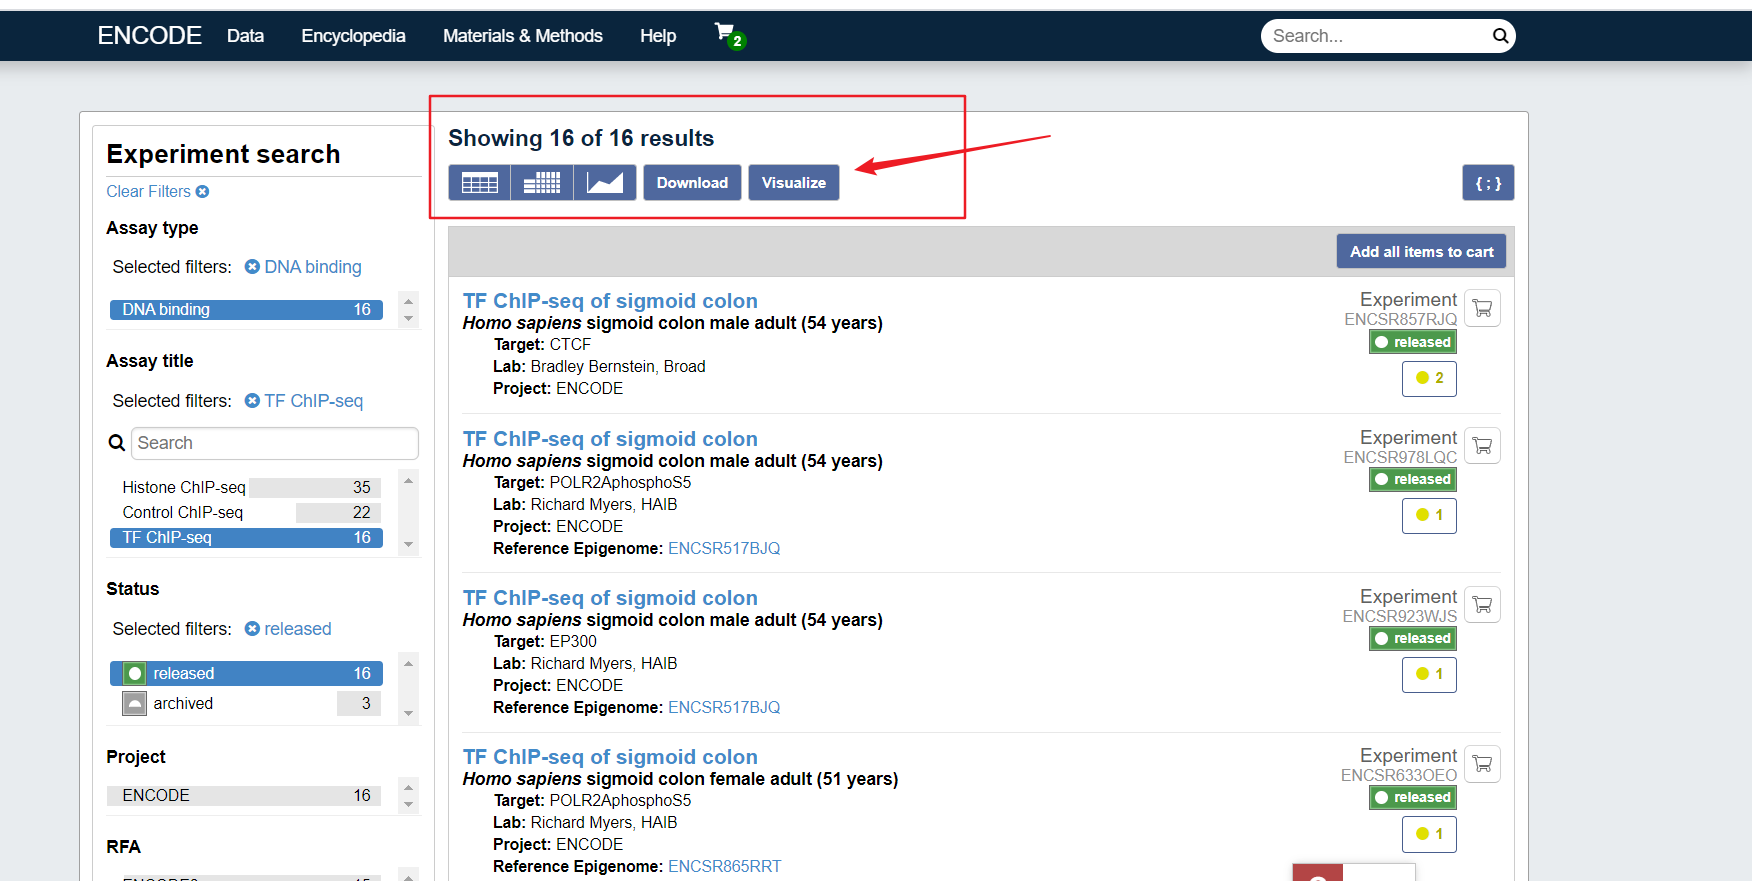 ENCODE Data Encyclopedia Materials & Methods Help 2 Search...
Experiment search
Clear Filters
Assay type
Selected filters: DNA binding
DNA binding 16
Assay title
Selected filters: TF ChIP-seq
Search
Histone ChIP-seq 35
Control ChIP-seq 22
TF ChIP-seq 16
Status
Selected filters: released
released 16
archived 3
Project
ENCODE 16
RFA
Showing 16 of 16 results
Download Visualize { ; }
Add all items to cart
TF ChIP-seq of sigmoid colon
Homo sapiens sigmoid colon male adult (54 years)
Target: CTCF
Lab: Bradley Bernstein, Broad
Project: ENCODE
Experiment
ENCSR857RJQ
released
2
TF ChIP-seq of sigmoid colon
Homo sapiens sigmoid colon male adult (54 years)
Target: POLR2AphosphoS5
Lab: Richard Myers, HAIB
Project: ENCODE
Reference Epigenome: ENCSR517BJQ
Experiment
ENCSR978LQC
released
1
TF ChIP-seq of sigmoid colon
Homo sapiens sigmoid colon male adult (54 years)
Target: EP300
Lab: Richard Myers, HAIB
Project: ENCODE
Reference Epigenome: ENCSR517BJQ
Experiment
ENCSR923WJS
released
1
TF ChIP-seq of sigmoid colon
Homo sapiens sigmoid colon female adult (51 years)
Target: POLR2AphosphoS5
Lab: Richard Myers, HAIB
Project: ENCODE
Reference Epigenome: ENCSR865RRT
Experiment
ENCSR633OEO
released
1